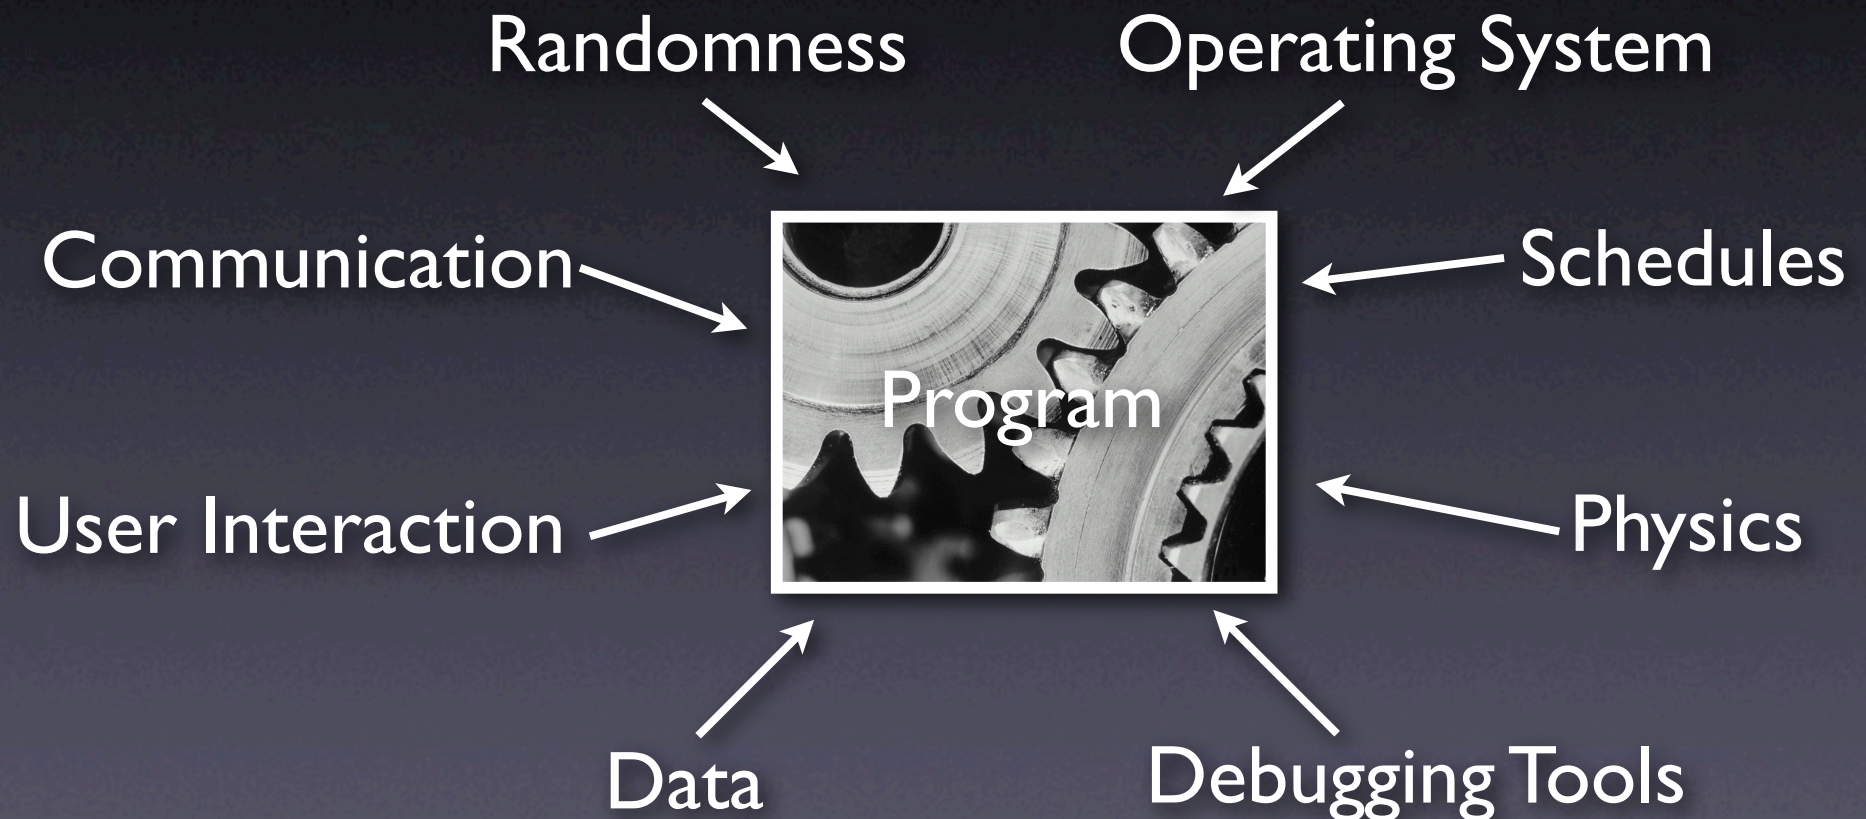 Randomness
Operating System
Communication
Schedules
Program
User Interaction
Physics
Data
Debugging Tools